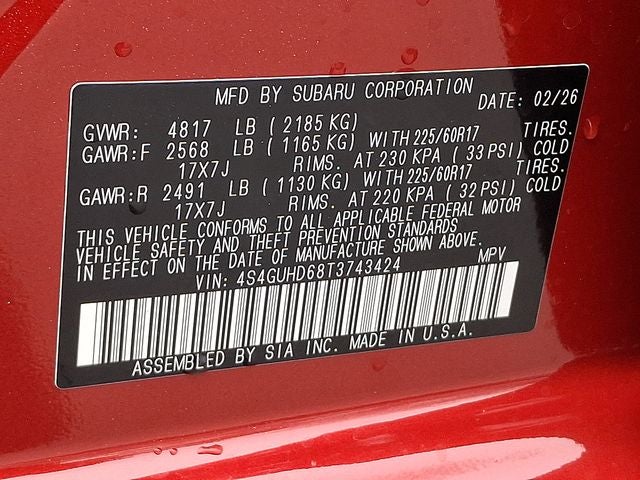 MFD BY SUBARU CORPORATION DATE: 02/26
GVWR: 4817 LB ( 2185 KG)
GAWR:F 2568 LB ( 1165 KG) WITH 225/60R17 TIRES.
17X7J RIMS. AT 230 KPA ( 33 PSI) COLD
GAWR:R 2491 LB ( 1130 KG) WITH 225/60R17 TIRES.
17X7J RIMS. AT 220 KPA ( 32 PSI) COLD
THIS VEHICLE CONFORMS TO ALL APPLICABLE FEDERAL MOTOR
VEHICLE SAFETY AND THEFT PREVENTION STANDARDS
IN EFFECT ON THE DATE OF MANUFACTURE SHOWN ABOVE.
VIN: 4S4GUHD68T3743424 MPV
ASSEMBLED BY SIA INC. MADE IN U.S.A.